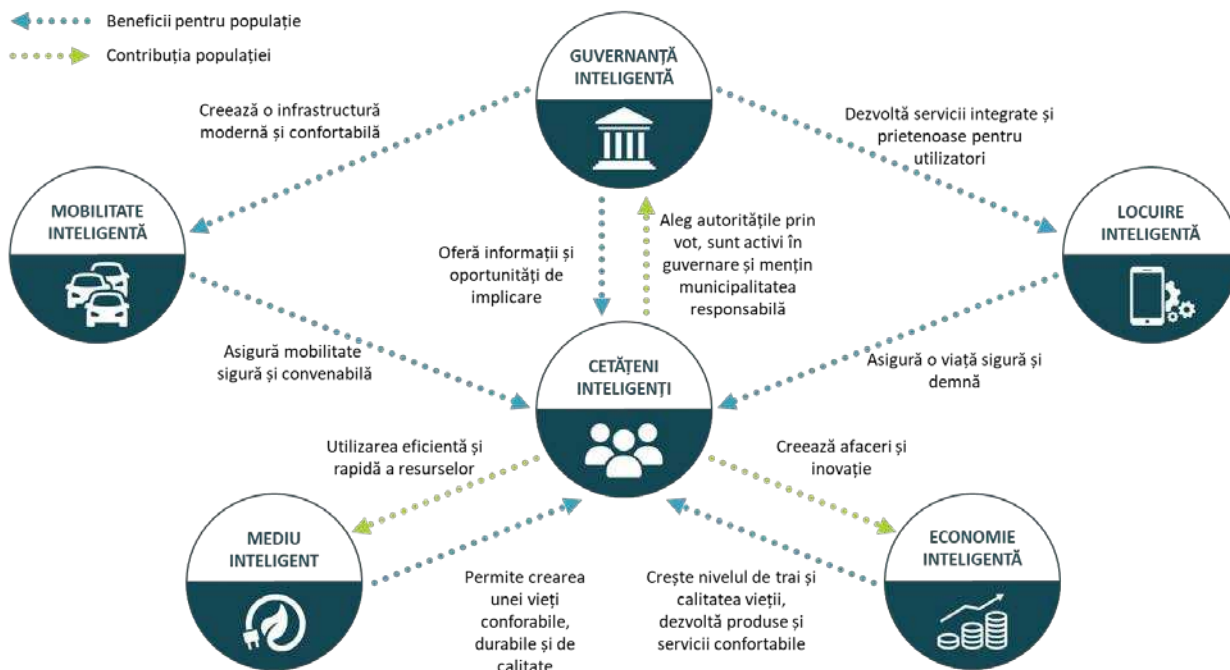 Beneficii pentru populație
Contribuția populației
GUVERNANȚĂ
INTELIGENTĂ
Creează o infrastructură
modernă și confortabilă
Dezvoltă servicii integrate și
prietenoase pentru
utilizatori
MOBILITATE
INTELIGENTĂ
LOCUIRE
INTELIGENTĂ
Oferă informații și
oportunități de
implicare
Aleg autoritățile prin
vot, sunt activi în
guvernare și mențin
municipalitatea
responsabilă
Asigură mobilitate
sigură și convenabilă
CETĂȚENI
INTELIGENȚI
Asigură o viață sigură și
demnă
Utilizarea eficientă și
rapidă a resurselor
Creează afaceri și
inovație
MEDIU
INTELIGENT
ECONOMIE
INTELIGENTĂ
Permite crearea
unei vieți
conforabile,
durabile și de
calitate
Crește nivelul de trai și
calitatea vieții,
dezvoltă produse și
servicii confortabile